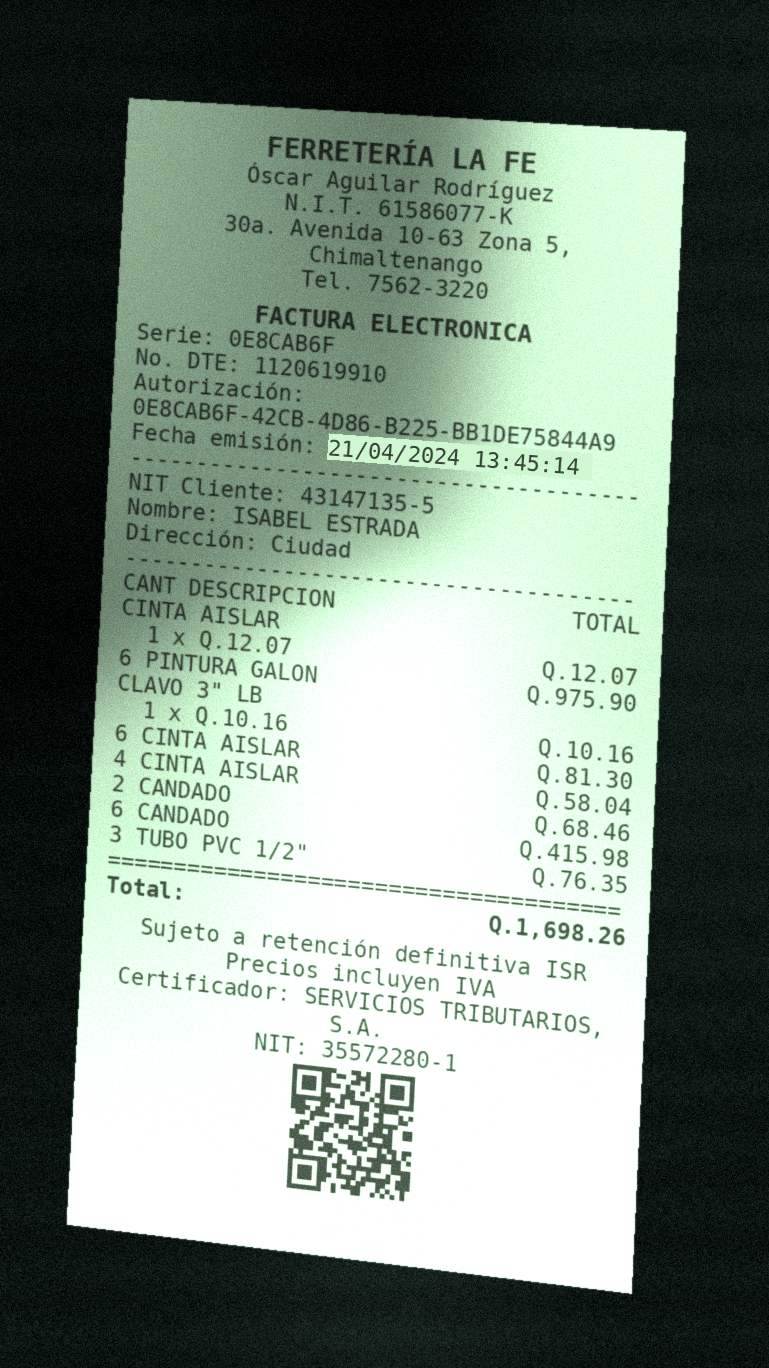 FERRETERÍA LA FE
Óscar Aguilar Rodríguez
N.I.T. 61586077-K
30a. Avenida 10-63 Zona 5,
Chimaltenango
Tel. 7562-3220
FACTURA ELECTRONICA
Serie: 0E8CAB6F
No. DTE: 1120619910
Autorización:
0E8CAB6F-42CB-4D86-B225-BB1DE75844A9
Fecha emisión: 21/04/2024 13:45:14
---------------------------------------
NIT Cliente: 43147135-5
Nombre: ISABEL ESTRADA
Dirección: Ciudad
---------------------------------------
CANT DESCRIPCION TOTAL
CINTA AISLAR
1 x Q.12.07 Q.12.07
6 PINTURA GALON Q.975.90
CLAVO 3" LB
1 x Q.10.16 Q.10.16
6 CINTA AISLAR Q.81.30
4 CINTA AISLAR Q.58.04
2 CANDADO Q.68.46
6 CANDADO Q.415.98
3 TUBO PVC 1/2" Q.76.35
=======================================
Total: Q.1,698.26
Sujeto a retención definitiva ISR
Precios incluyen IVA
Certificador: SERVICIOS TRIBUTARIOS,
S.A.
NIT: 35572280-1